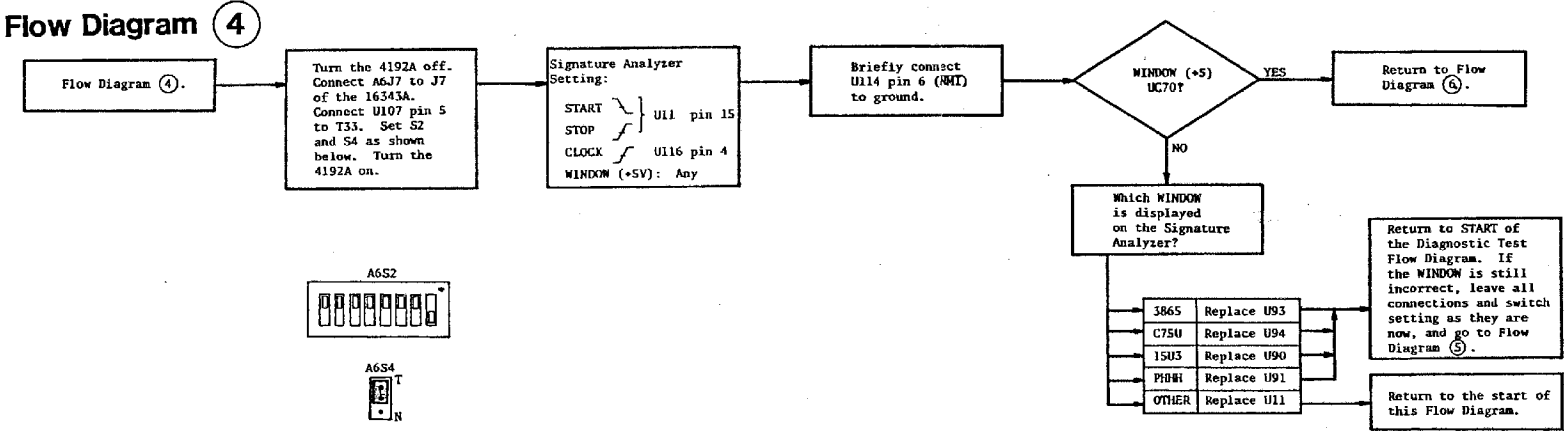 Flow Diagram 4
Flow Diagram 4.
Turn the 4192A off.
Connect A6J7 to J7
of the 16343A.
Connect U107 pin 5
to T33. Set S2
and S4 as shown
below. Turn the
4192A on.
Signature Analyzer
Setting:
START
STOP
U11 pin 15
CLOCK U116 pin 4
WINDOW (+5V): Any
Briefly connect
U114 pin 6 (NMI)
to ground.
WINDOW (+5)
UC70?
YES
Return to Flow
Diagram 6.
NO
Which WINDOW
is displayed
on the Signature
Analyzer?
3865 Replace U93
C75U Replace U94
15U3 Replace U90
PHHH Replace U91
OTHER Replace U11
Return to START of
the Diagnostic Test
Flow Diagram. If
the WINDOW is still
incorrect, leave all
connections and switch
setting as they are
now, and go to Flow
Diagram 5.
Return to the start of
this Flow Diagram.
A6S2
A6S4
T
N